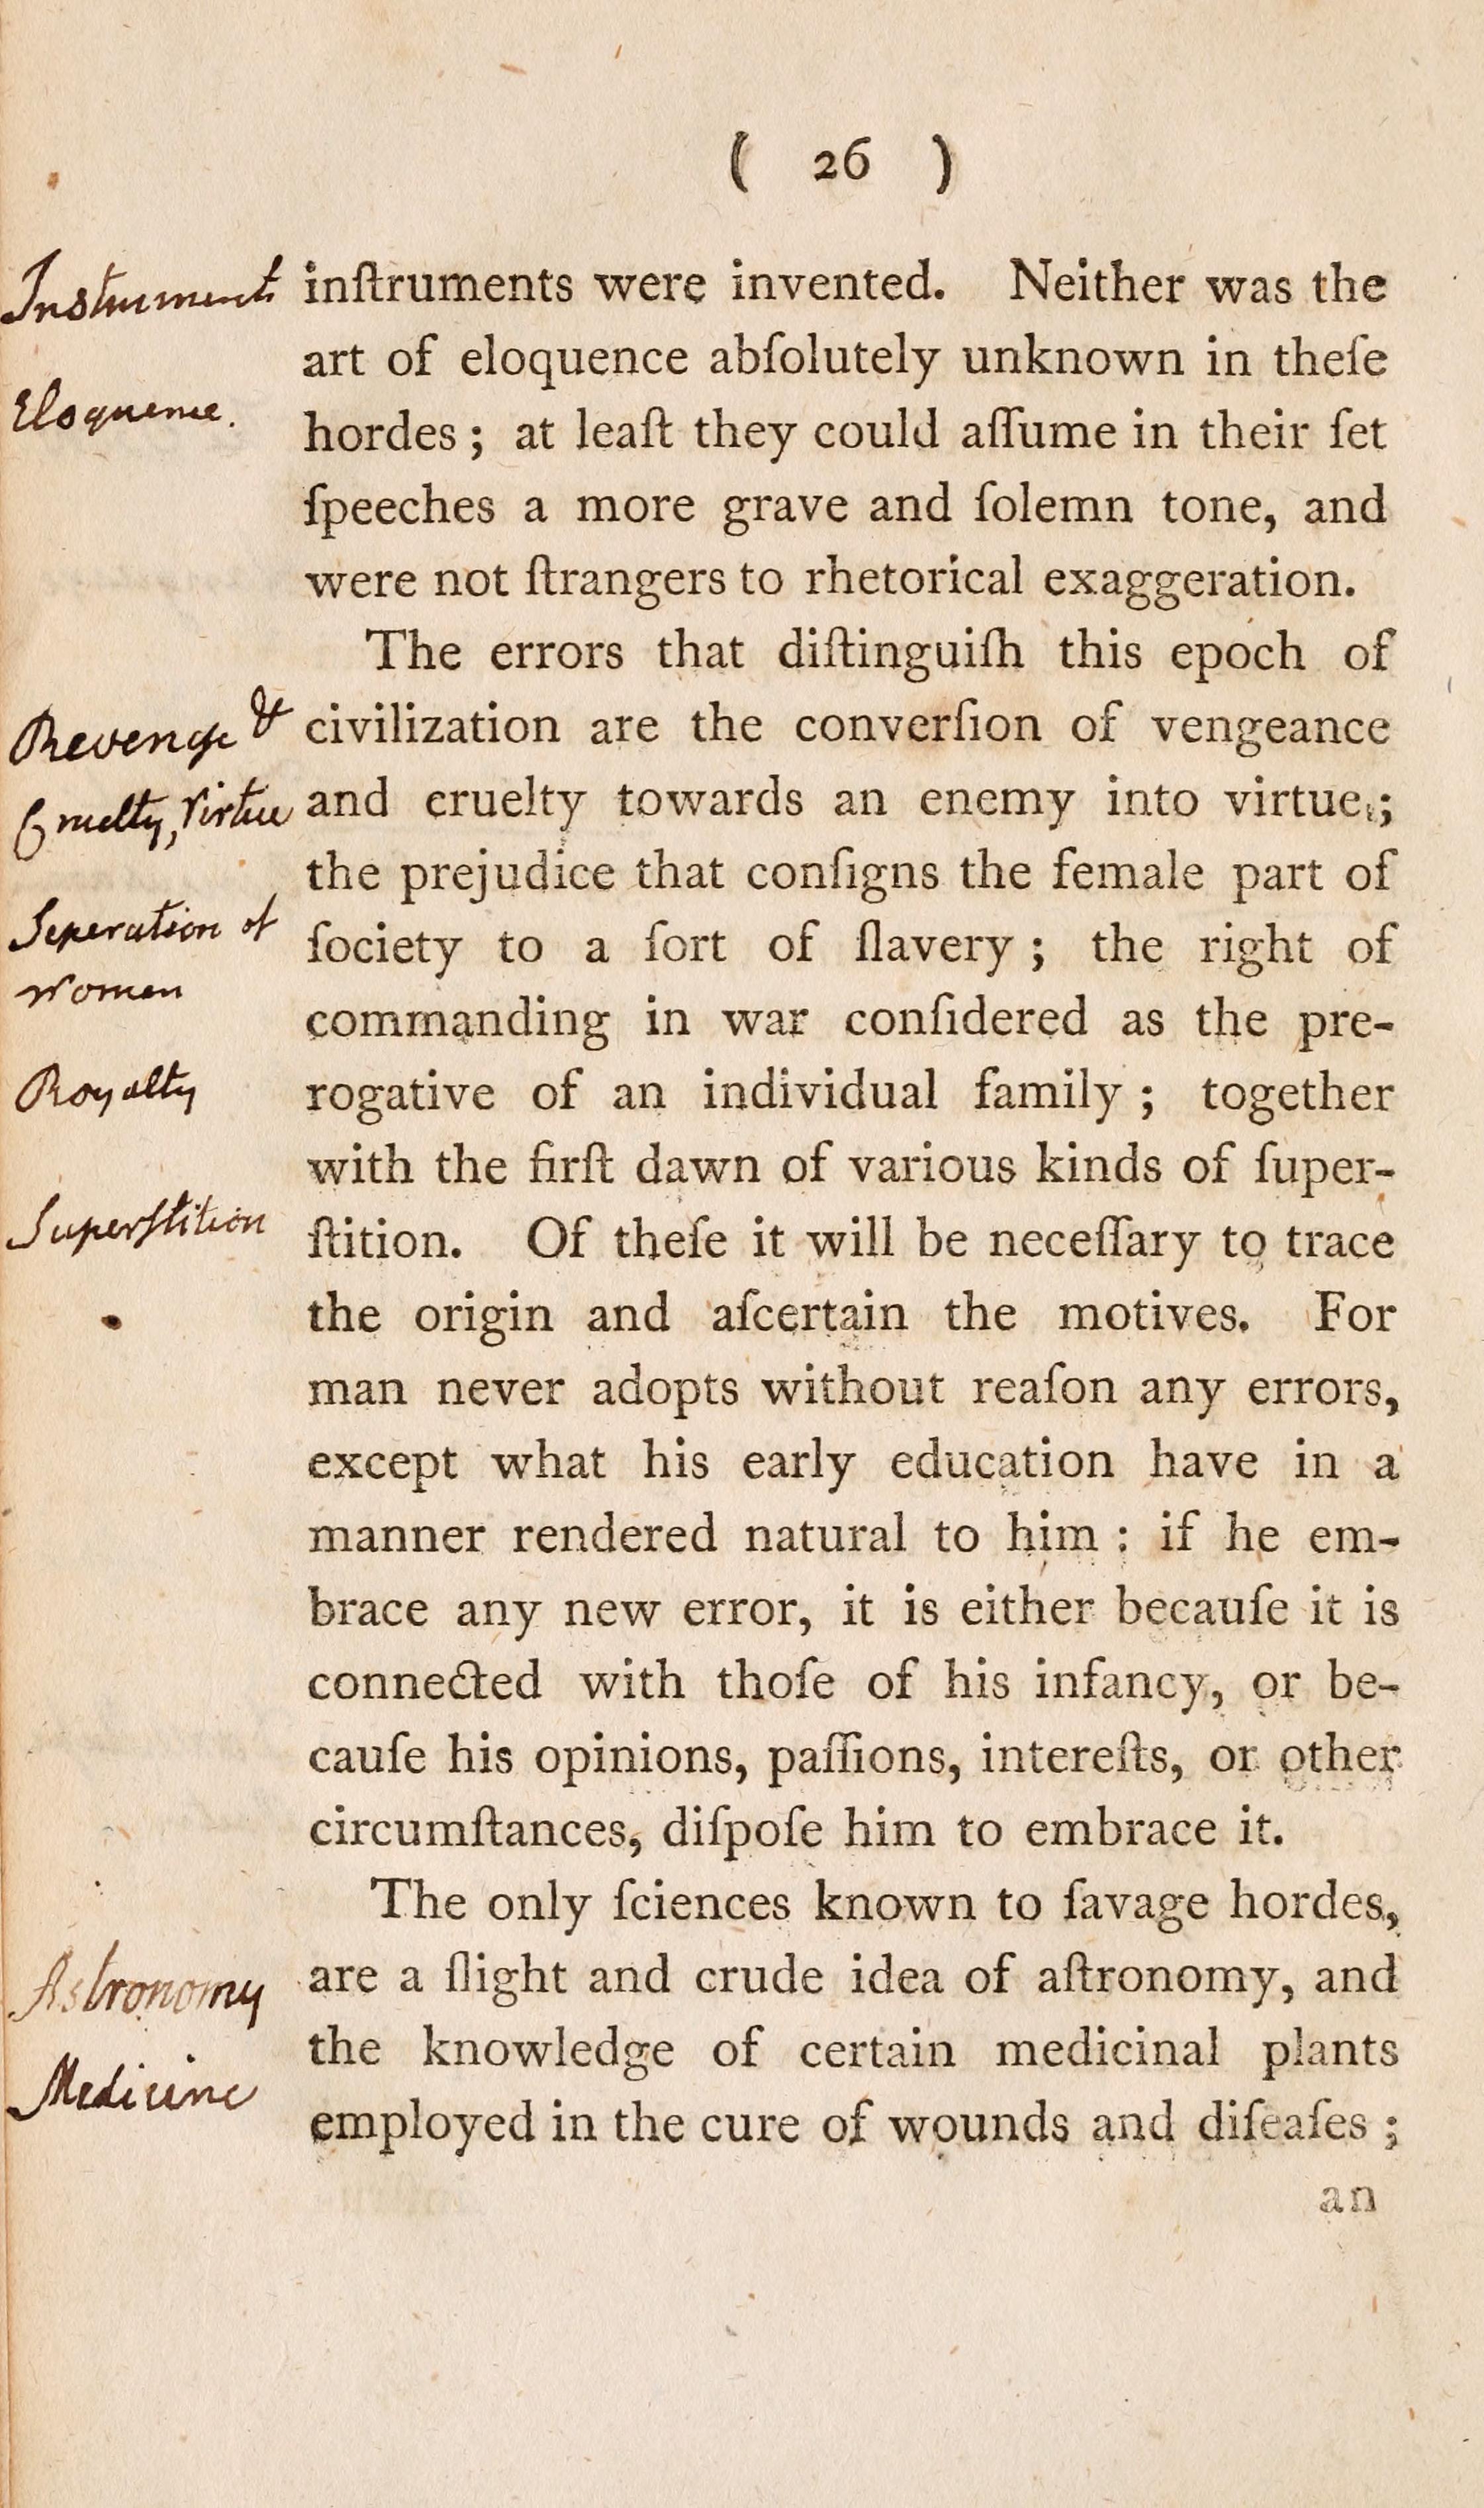 ( 26 )
Instruments
inſtruments were invented. Neither was the
art of eloquence abſolutely unknown in theſe
Eloquence.
hordes ; at leaſt they could aſſume in their ſet
ſpeeches a more grave and ſolemn tone, and
were not ſtrangers to rhetorical exaggeration.
The errors that diſtinguiſh this epoch of
Revenge &
civilization are the converſion of vengeance
Cruelty, Virtue
and cruelty towards an enemy into virtue ;
the prejudice that conſigns the female part of
Seperation of
ſociety to a ſort of ſlavery ; the right of
Women
commanding in war conſidered as the pre-
Royalty
rogative of an individual family ; together
with the firſt dawn of various kinds of ſuper-
Superſtition
ſtition. Of theſe it will be neceſſary to trace
the origin and aſcertain the motives. For
man never adopts without reaſon any errors,
except what his early education have in a
manner rendered natural to him : if he em-
brace any new error, it is either becauſe it is
connected with thoſe of his infancy, or be-
cauſe his opinions, paſſions, intereſts, or other
circumſtances, diſpoſe him to embrace it.
The only ſciences known to ſavage hordes,
Astronomy
are a ſlight and crude idea of aſtronomy, and
the knowledge of certain medicinal plants
Medicine
employed in the cure of wounds and diſeaſes ;
an